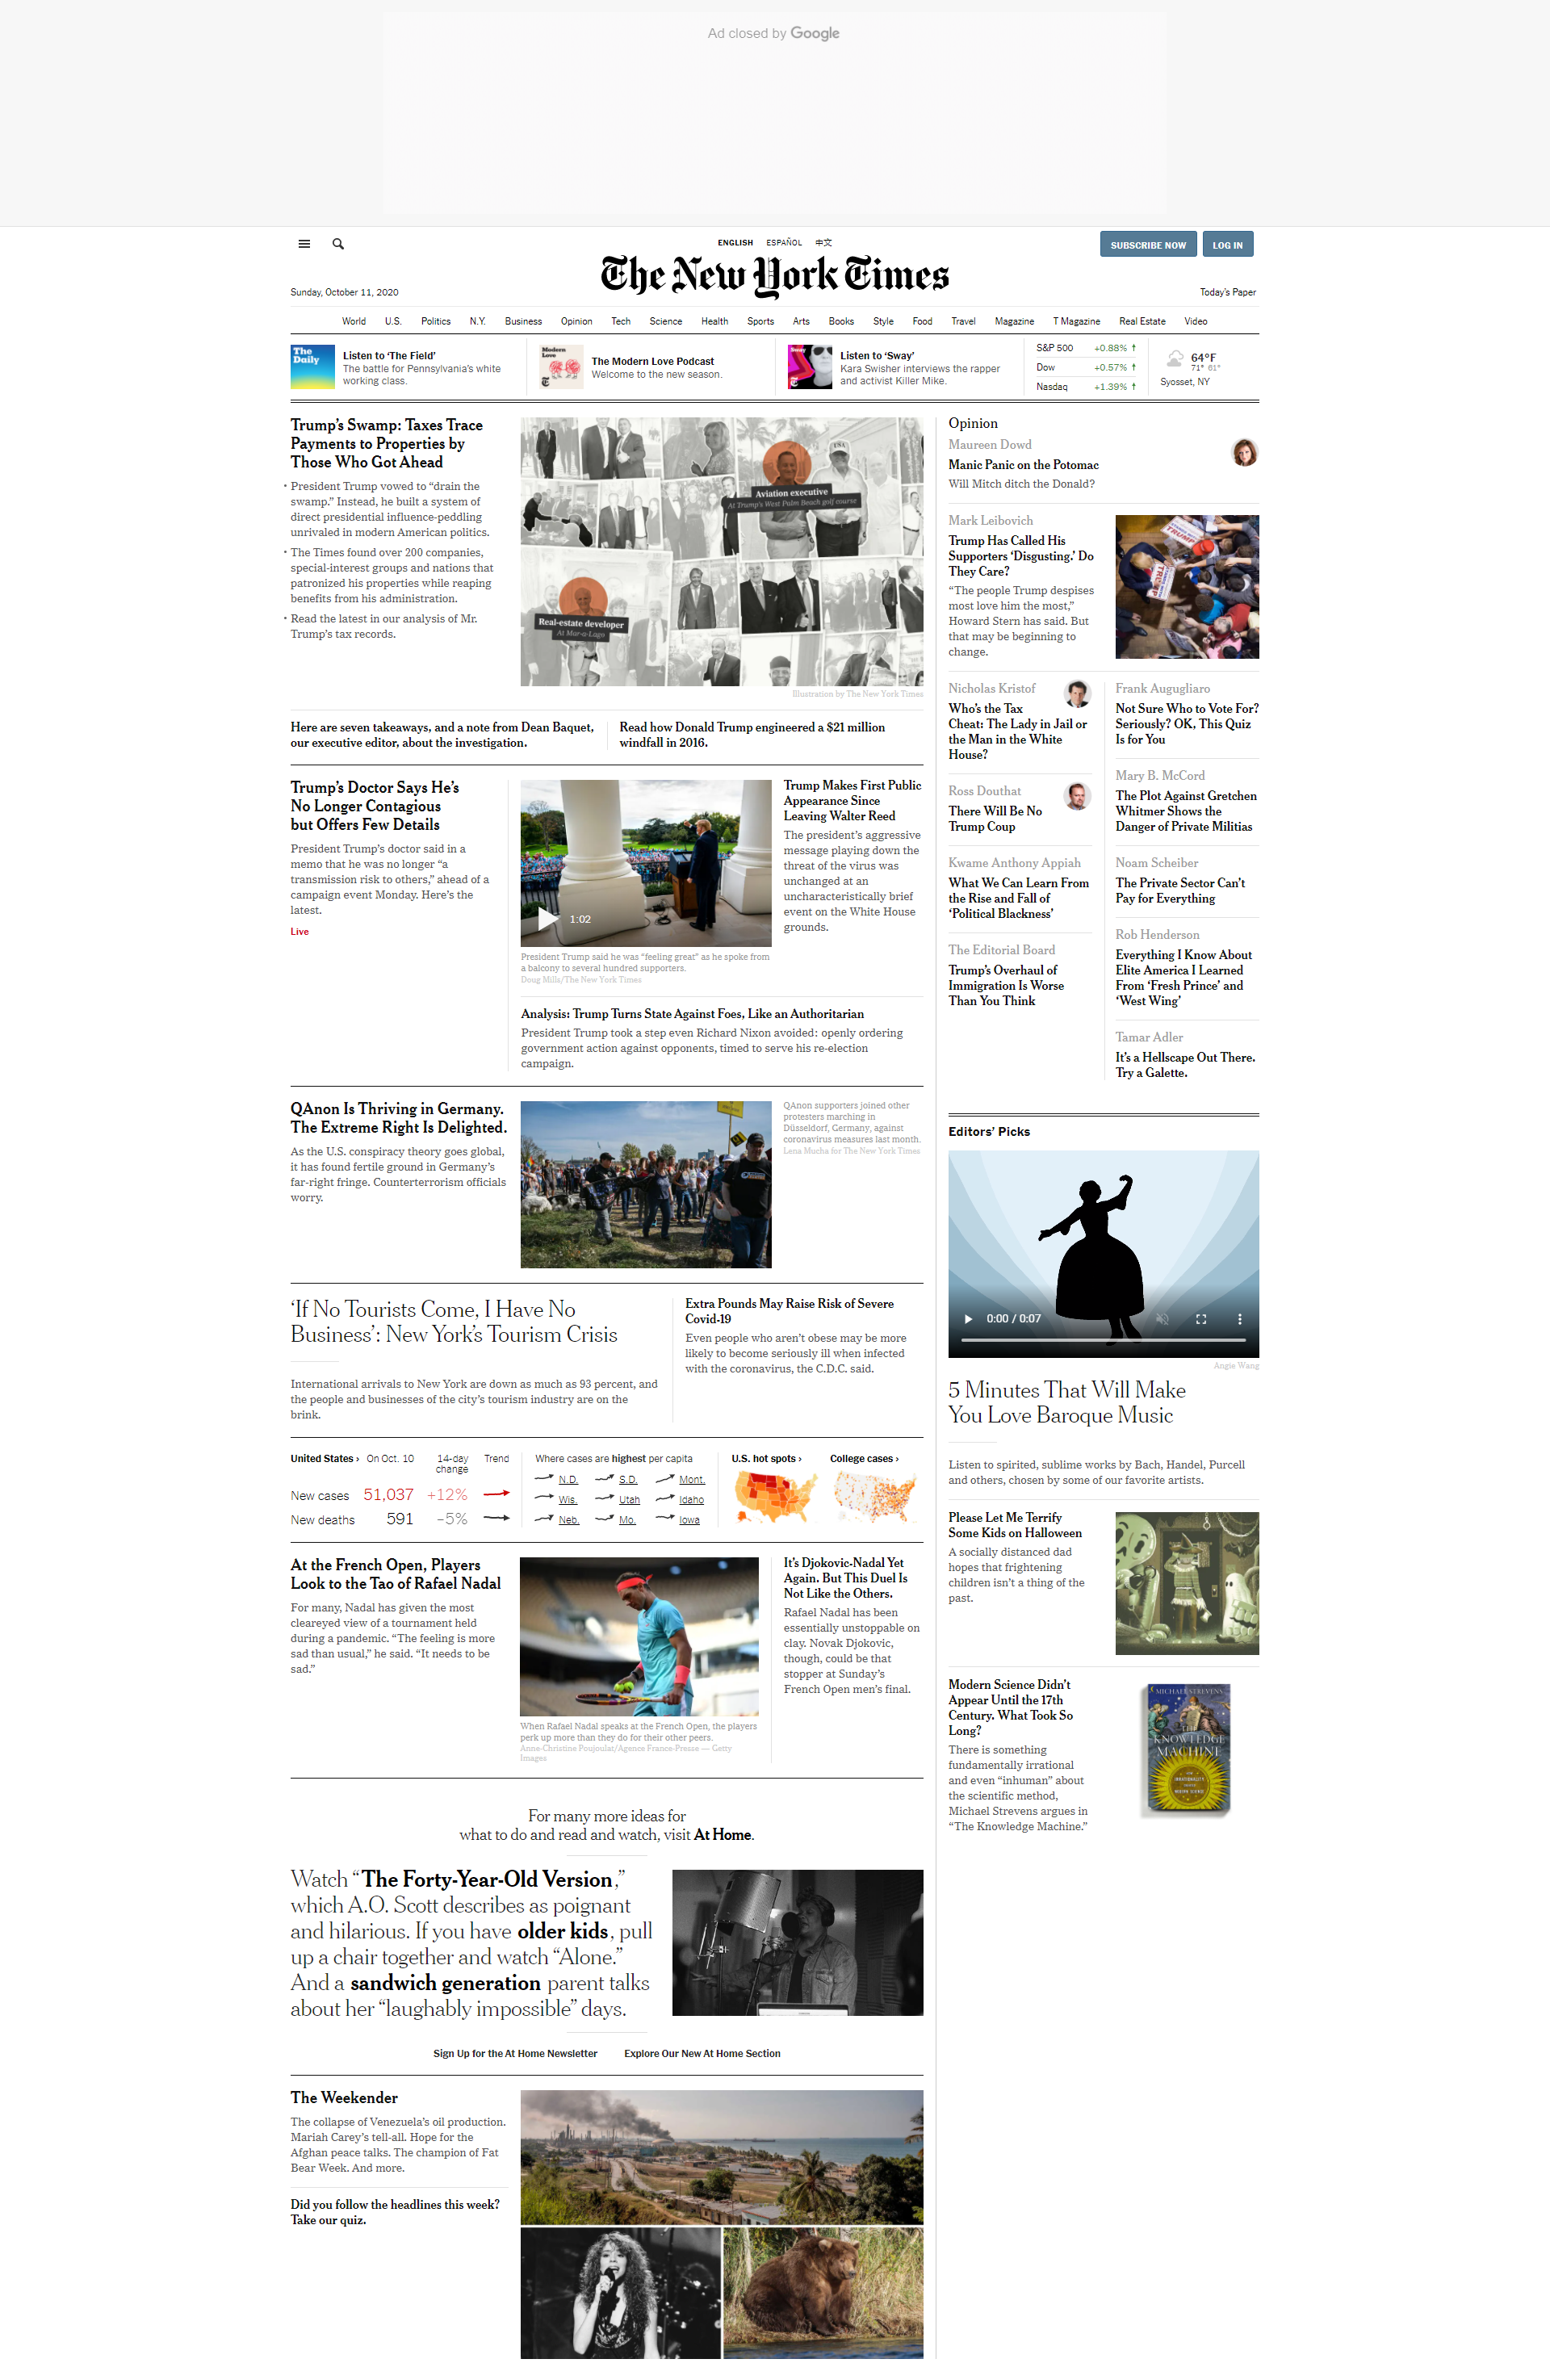 Ad closed by Google
ENGLISH ESPAÑOL 中文
SUBSCRIBE NOW LOG IN
The New York Times
Sunday, October 11, 2020
Today's Paper
World U.S. Politics N.Y. Business Opinion Tech Science Health Sports Arts Books Style Food Travel Magazine T Magazine Real Estate Video
The
Daily
Listen to ‘The Field’
The battle for Pennsylvania's white
working class.
Modern
Love
The Modern Love Podcast
Welcome to the new season.
Sway
Listen to ‘Sway’
Kara Swisher interviews the rapper
and activist Killer Mike.
S&P 500 +0.88% ↑
Dow +0.57% ↑
Nasdaq +1.39% ↑
64°F
71° 61°
Syosset, NY
Trump’s Swamp: Taxes Trace
Payments to Properties by
Those Who Got Ahead
• President Trump vowed to “drain the
swamp.” Instead, he built a system of
direct presidential influence-peddling
unrivaled in modern American politics.
• The Times found over 200 companies,
special-interest groups and nations that
patronized his properties while reaping
benefits from his administration.
• Read the latest in our analysis of Mr.
Trump’s tax records.
USA
Aviation executive
At Trump's West Palm Beach golf course
Real-estate developer
At Mar-a-Lago
Illustration by The New York Times
Here are seven takeaways, and a note from Dean Baquet,
our executive editor, about the investigation.
Read how Donald Trump engineered a $21 million
windfall in 2016.
Trump’s Doctor Says He’s
No Longer Contagious
but Offers Few Details
President Trump’s doctor said in a
memo that he was no longer “a
transmission risk to others,” ahead of a
campaign event Monday. Here’s the
latest.
Live
1:02
President Trump said he was “feeling great” as he spoke from
a balcony to several hundred supporters.
Doug Mills/The New York Times
Trump Makes First Public
Appearance Since
Leaving Walter Reed
The president’s aggressive
message playing down the
threat of the virus was
unchanged at an
uncharacteristically brief
event on the White House
grounds.
Analysis: Trump Turns State Against Foes, Like an Authoritarian
President Trump took a step even Richard Nixon avoided: openly ordering
government action against opponents, timed to serve his re-election
campaign.
QAnon Is Thriving in Germany.
The Extreme Right Is Delighted.
As the U.S. conspiracy theory goes global,
it has found fertile ground in Germany’s
far-right fringe. Counterterrorism officials
worry.
QAnon supporters joined other
protesters marching in
Düsseldorf, Germany, against
coronavirus measures last month.
Lena Mucha for The New York Times
‘If No Tourists Come, I Have No
Business’: New York’s Tourism Crisis
International arrivals to New York are down as much as 93 percent, and
the people and businesses of the city’s tourism industry are on the
brink.
Extra Pounds May Raise Risk of Severe
Covid-19
Even people who aren’t obese may be more
likely to become seriously ill when infected
with the coronavirus, the C.D.C. said.
United States › On Oct. 10 14-day
change Trend
New cases 51,037 +12%
New deaths 591 –5%
Where cases are highest per capita
N.D. S.D. Mont.
Wis. Utah Idaho
Neb. Mo. Iowa
U.S. hot spots ›
College cases ›
At the French Open, Players
Look to the Tao of Rafael Nadal
For many, Nadal has given the most
cleareyed view of a tournament held
during a pandemic. “The feeling is more
sad than usual,” he said. “It needs to be
sad.”
When Rafael Nadal speaks at the French Open, the players
perk up more than they do for their other peers.
Anne-Christine Poujoulat/Agence France-Presse — Getty
Images
It’s Djokovic-Nadal Yet
Again. But This Duel Is
Not Like the Others.
Rafael Nadal has been
essentially unstoppable on
clay. Novak Djokovic,
though, could be that
stopper at Sunday’s
French Open men’s final.
For many more ideas for
what to do and read and watch, visit At Home.
Watch “The Forty-Year-Old Version,”
which A.O. Scott describes as poignant
and hilarious. If you have older kids, pull
up a chair together and watch “Alone.”
And a sandwich generation parent talks
about her “laughably impossible” days.
Sign Up for the At Home Newsletter Explore Our New At Home Section
The Weekender
The collapse of Venezuela’s oil production.
Mariah Carey’s tell-all. Hope for the
Afghan peace talks. The champion of Fat
Bear Week. And more.
Did you follow the headlines this week?
Take our quiz.
Opinion
Maureen Dowd
Manic Panic on the Potomac
Will Mitch ditch the Donald?
Mark Leibovich
Trump Has Called His
Supporters ‘Disgusting.’ Do
They Care?
“The people Trump despises
most love him the most,”
Howard Stern has said. But
that may be beginning to
change.
TRUMP
Nicholas Kristof
Who’s the Tax
Cheat: The Lady in Jail or
the Man in the White
House?
Ross Douthat
There Will Be No
Trump Coup
Kwame Anthony Appiah
What We Can Learn From
the Rise and Fall of
‘Political Blackness’
The Editorial Board
Trump’s Overhaul of
Immigration Is Worse
Than You Think
Frank Augugliaro
Not Sure Who to Vote For?
Seriously? OK, This Quiz
Is for You
Mary B. McCord
The Plot Against Gretchen
Whitmer Shows the
Danger of Private Militias
Noam Scheiber
The Private Sector Can’t
Pay for Everything
Rob Henderson
Everything I Know About
Elite America I Learned
From ‘Fresh Prince’ and
‘West Wing’
Tamar Adler
It’s a Hellscape Out There.
Try a Galette.
Editors’ Picks
0:00 / 0:07
Angie Wang
5 Minutes That Will Make
You Love Baroque Music
Listen to spirited, sublime works by Bach, Handel, Purcell
and others, chosen by some of our favorite artists.
Please Let Me Terrify
Some Kids on Halloween
A socially distanced dad
hopes that frightening
children isn’t a thing of the
past.
Modern Science Didn’t
Appear Until the 17th
Century. What Took So
Long?
There is something
fundamentally irrational
and even “inhuman” about
the scientific method,
Michael Strevens argues in
“The Knowledge Machine.”
MICHAEL STREVENS
THE
KNOWLEDGE
MACHINE